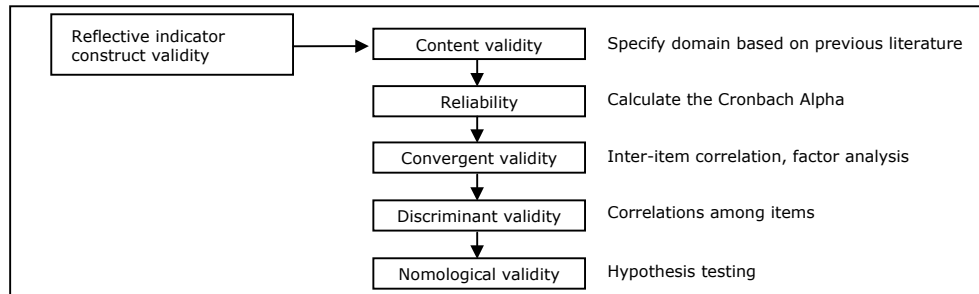 Reflective indicator
construct validity
Content validity
Specify domain based on previous literature
Reliability
Calculate the Cronbach Alpha
Convergent validity
Inter-item correlation, factor analysis
Discriminant validity
Correlations among items
Nomological validity
Hypothesis testing